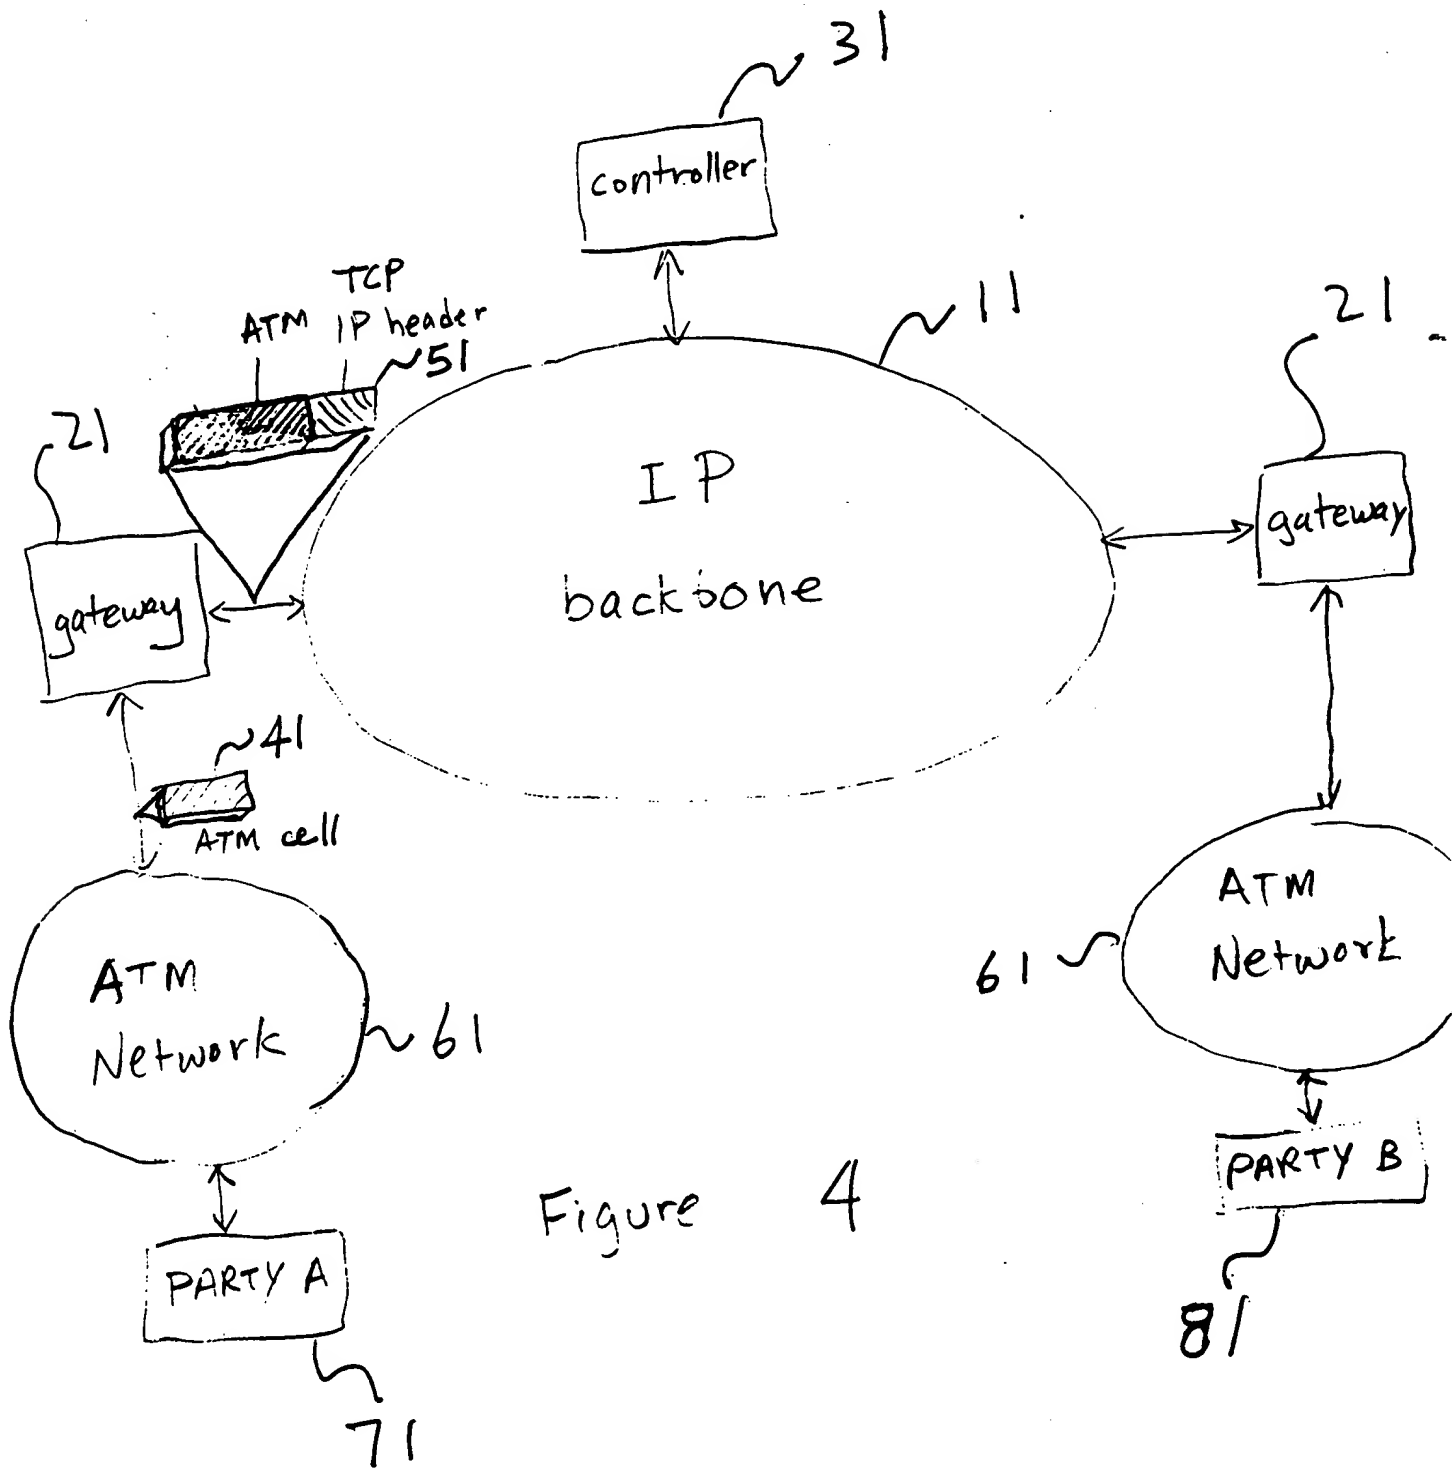 31
controller
TCP
ATM IP header
51
11
21
21
IP
backbone
gateway
gateway
41
ATM cell
ATM
Network
61
ATM
Network
61
PARTY B
81
Figure 4
PARTY A
71